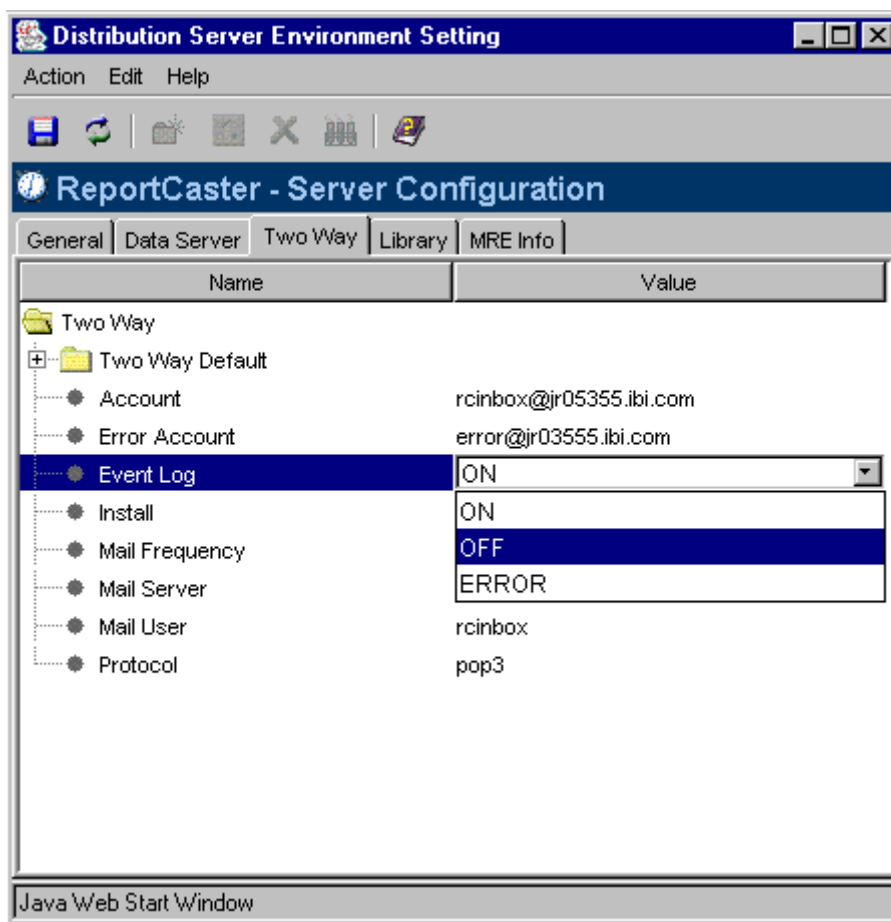 Distribution Server Environment Setting
Action Edit Help
ReportCaster - Server Configuration
General Data Server Two Way Library MRE Info
Name Value
Two Way
Two Way Default
Account rcinbox@jr05355.ibi.com
Error Account error@jr03555.ibi.com
Event Log ON
Install ON
Mail Frequency OFF
Mail Server ERROR
Mail User rcinbox
Protocol pop3
Java Web Start Window